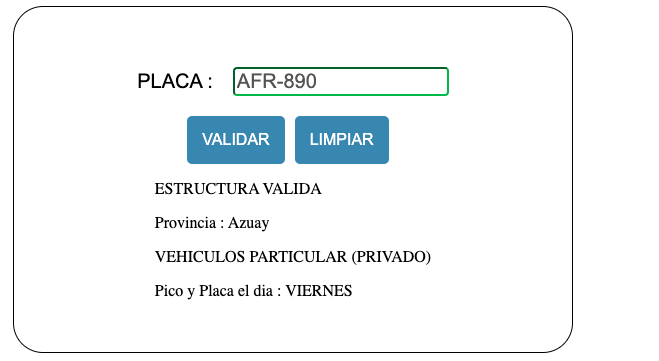 PLACA : AFR-890
VALIDAR LIMPIAR
ESTRUCTURA VALIDA
Provincia : Azuay
VEHICULOS PARTICULAR (PRIVADO)
Pico y Placa el dia : VIERNES